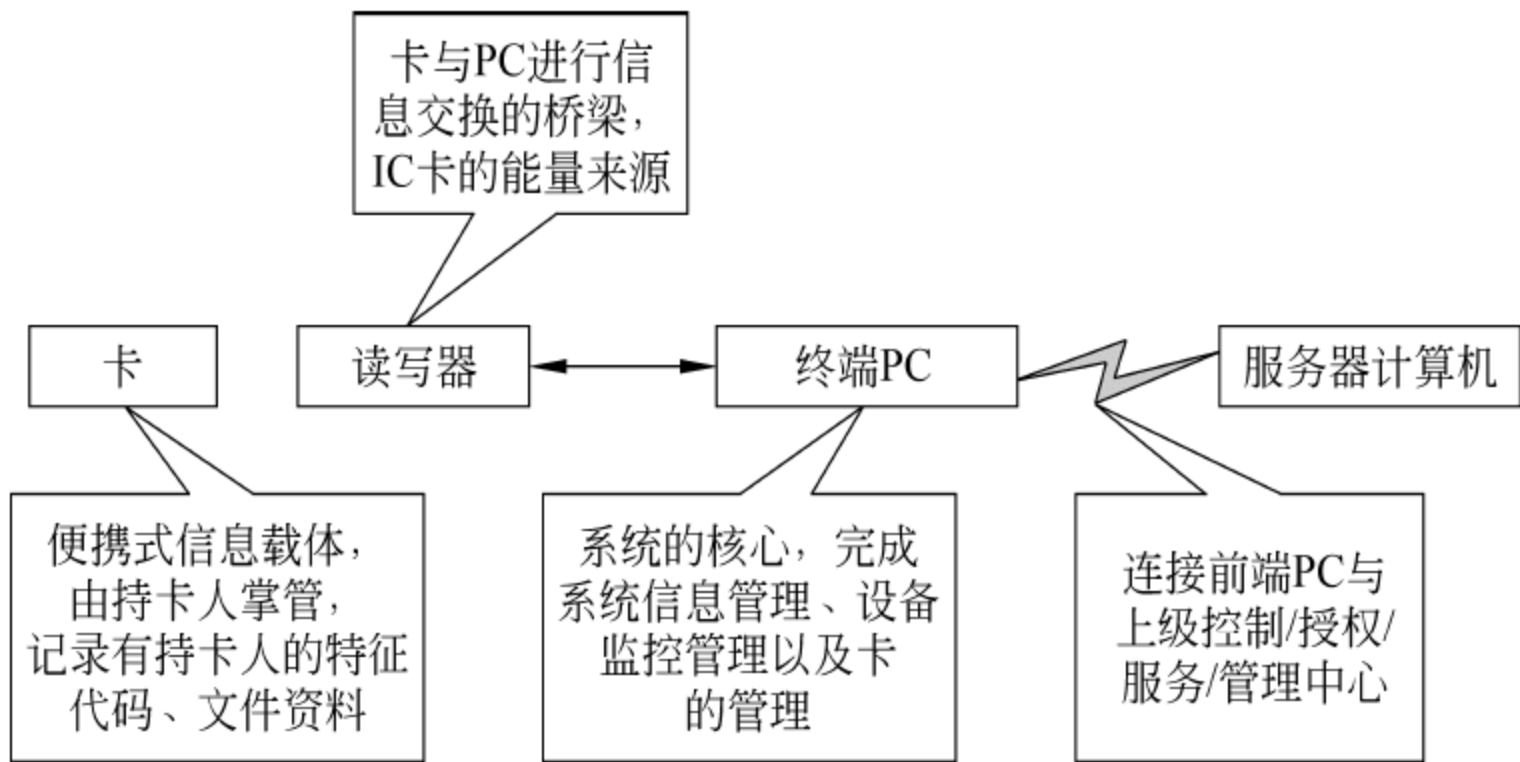 卡与PC进行信
息交换的桥梁，
IC卡的能量来源
卡
读写器
终端PC
服务器计算机
便携式信息载体，
由持卡人掌管，
记录有持卡人的特征
代码、文件资料
系统的核心，完成
系统信息管理、设备
监控管理以及卡
的管理
连接前端PC与
上级控制/授权/
服务/管理中心